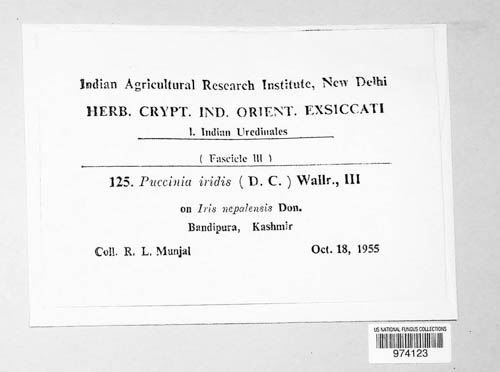 Indian Agricultural Research Institute, New Delhi
HERB. CRYPT. IND. ORIENT. EXSICCATI
1. Indian Uredinales
( Fascicle III )
125. Puccinia iridis ( D. C. ) Wallr., III
on Iris nepalensis Don.
Bandipura, Kashmir
Coll. R. L. Munjal Oct. 18, 1955
US NATIONAL FUNGUS COLLECTIONS
974123